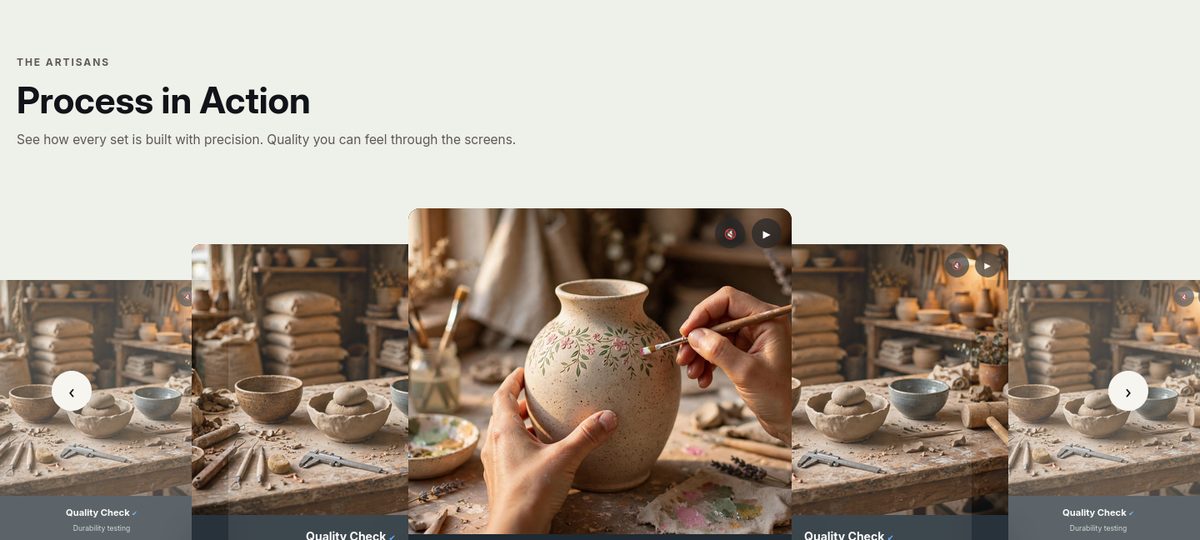 THE ARTISANS
Process in Action
See how every set is built with precision. Quality you can feel through the screens.
Quality Check
Durability testing
Quality Check
Quality Check
Quality Check
Durability testing